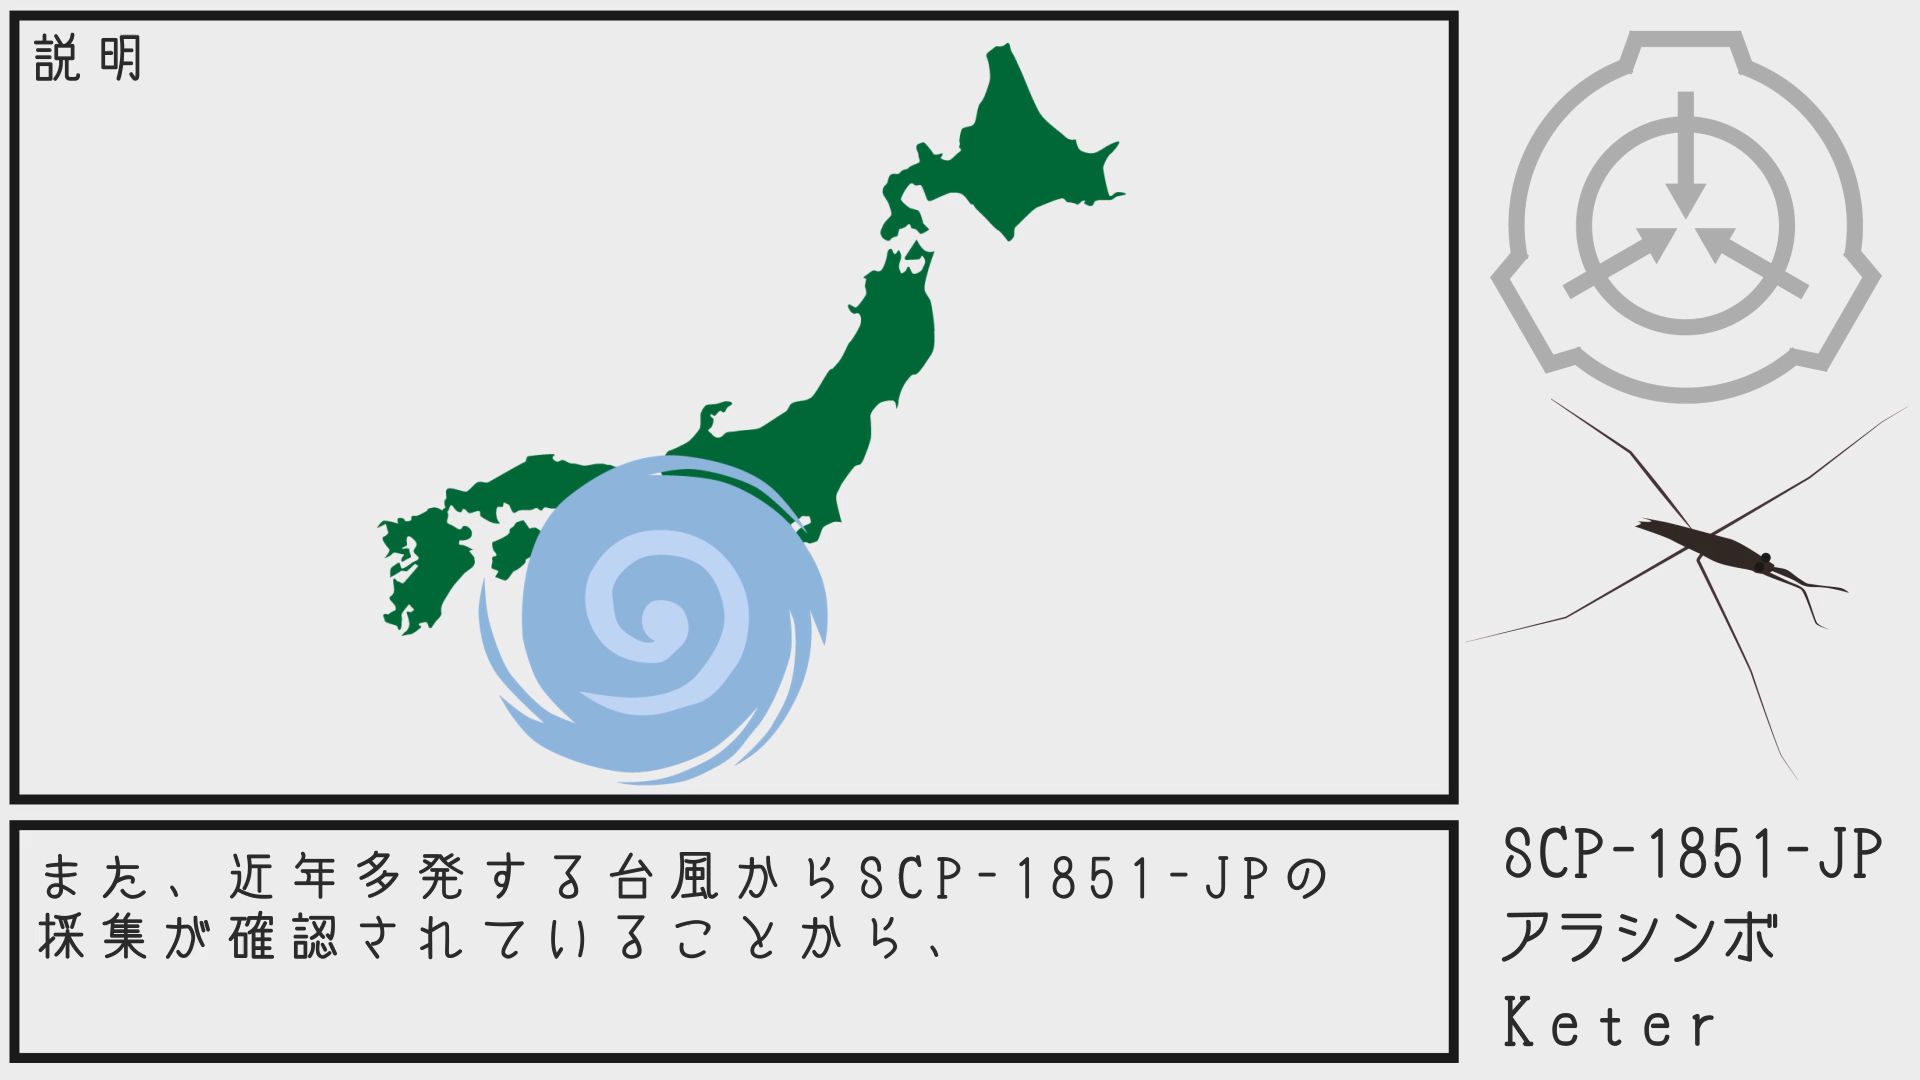 説明
また、近年多発する台風からSCP-1851-JPの
採集が確認されていることから、
SCP-1851-JP
アラシンボ
Keter